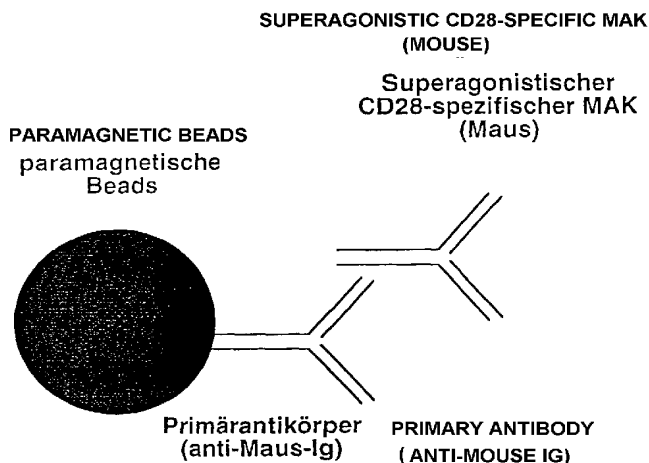 SUPERAGONISTIC CD28-SPECIFIC MAK
(MOUSE)
Superagonistischer
CD28-spezifischer MAK
(Maus)
PARAMAGNETIC BEADS
paramagnetische
Beads
Primärantikörper
(anti-Maus-Ig)
PRIMARY ANTIBODY
( ANTI-MOUSE IG)